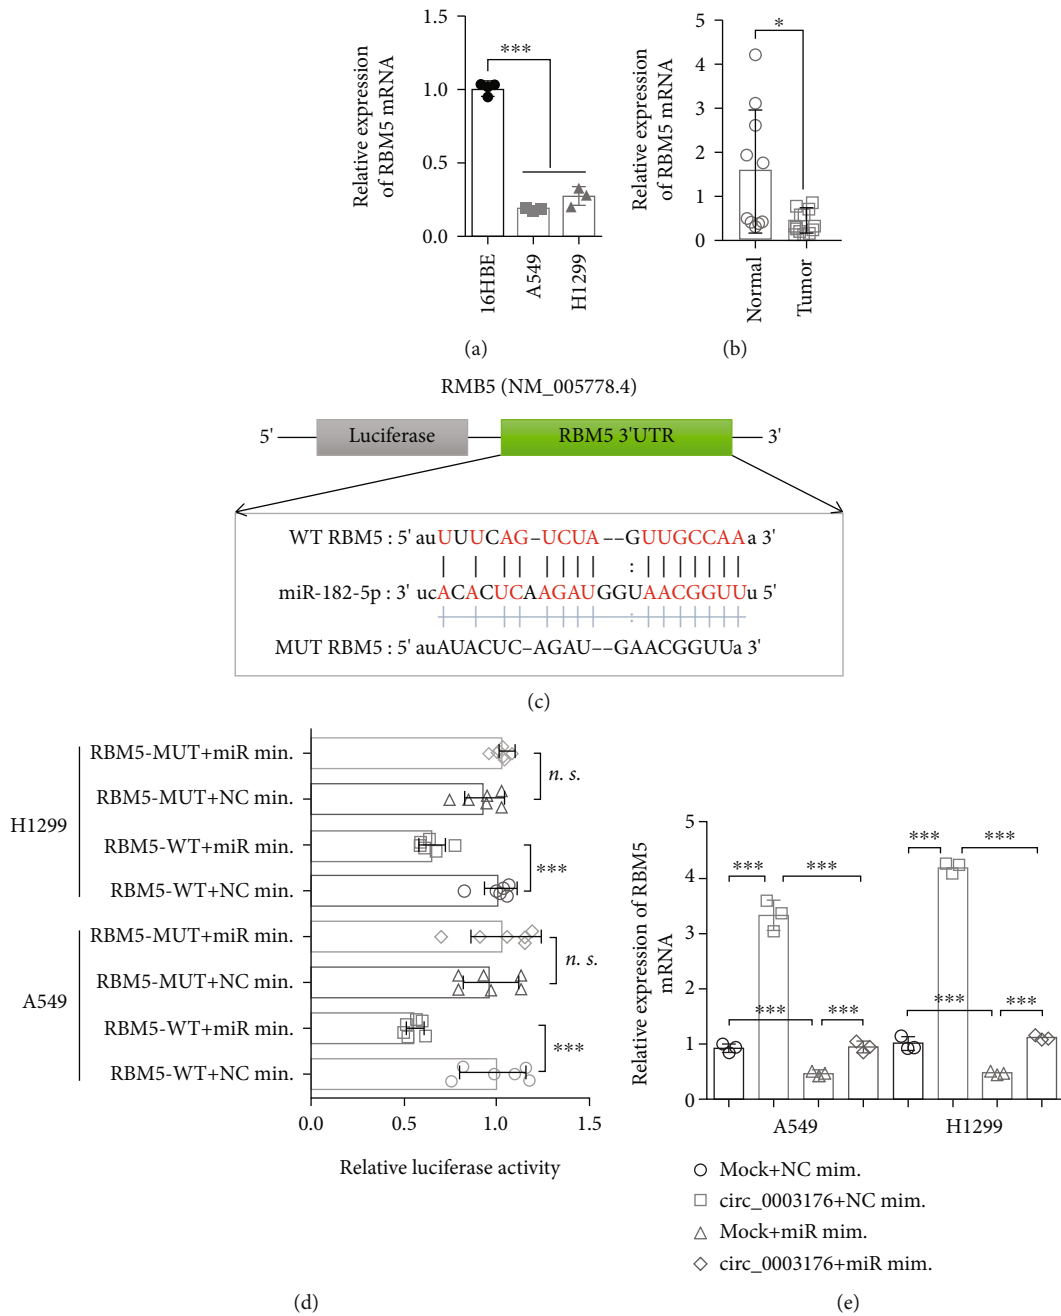 Relative expression
of RBM5 mRNA
1.5
1.0
0.5
0.0
***
16HBE
A549
H1299
(a)
Relative expression
of RBM5 mRNA
5
4
3
2
1
0
*
Normal
Tumor
(b)
RMB5 (NM_005778.4)
5' Luciferase RBM5 3'UTR 3'
WT RBM5 : 5' auUUUCAG-UCUA--GUUGCCAAa 3'
:
miR-182-5p : 3' ucACACUCAAGAUGGUAACGGUUu 5'
:
MUT RBM5 : 5' auAUACUC-AGAU--GAACGGUUa 3'
(c)
H1299
RBM5-MUT+miR min.
RBM5-MUT+NC min.
n. s.
RBM5-WT+miR min.
RBM5-WT+NC min.
***
A549
RBM5-MUT+miR min.
RBM5-MUT+NC min.
n. s.
RBM5-WT+miR min.
RBM5-WT+NC min.
***
0.0 0.5 1.0 1.5
Relative luciferase activity
(d)
Relative expression of RBM5
mRNA
5
4
3
2
1
0
*** *** *** ***
*** *** *** ***
A549 H1299
Mock+NC mim.
circ_0003176+NC mim.
Mock+miR mim.
circ_0003176+miR mim.
(e)